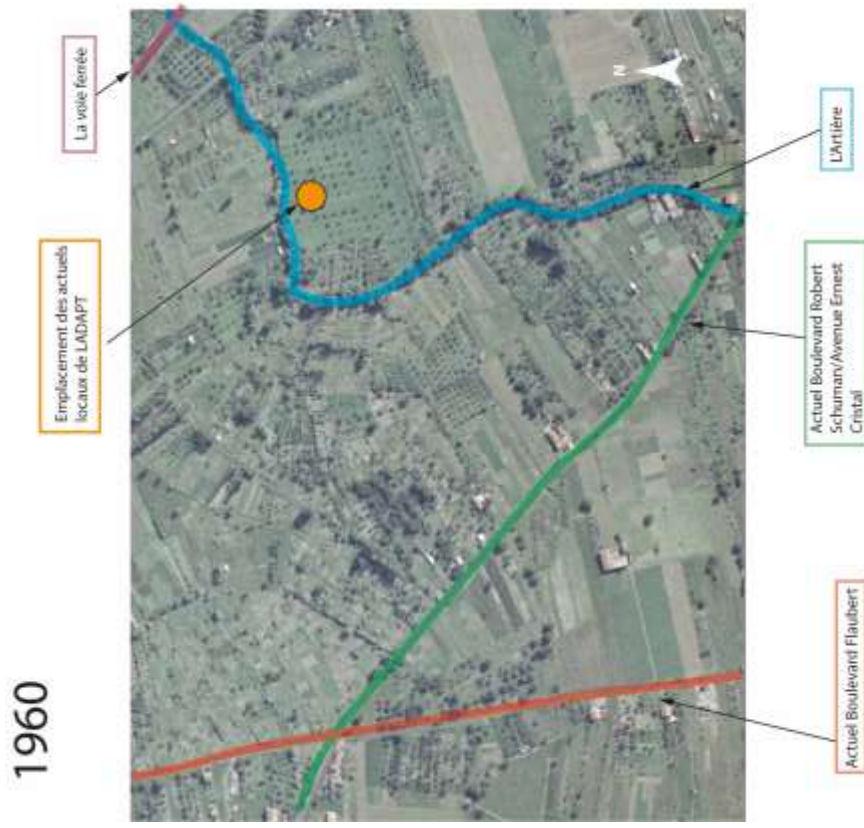 1960
La voie ferrée
Emplacement des actuels
locaux de LADAPT
N
L'Artière
Actuel Boulevard Robert
Schuman/Avenue Ernest
Cristal
Actuel Boulevard Flaubert